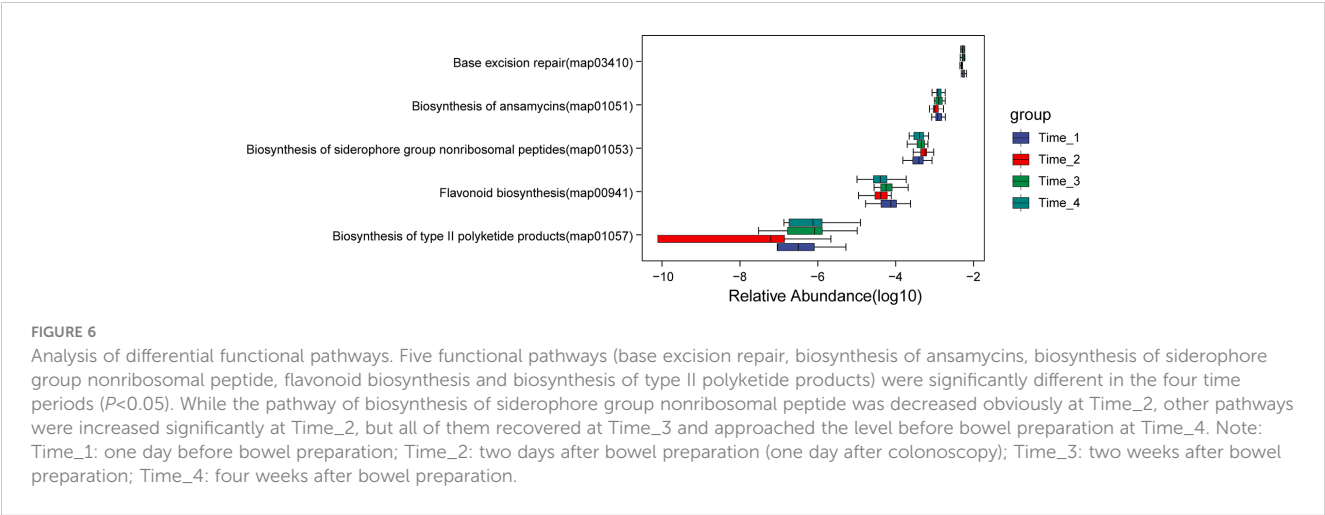 Base excision repair(map03410)
Biosynthesis of ansamycins(map01051)
Biosynthesis of siderophore group nonribosomal peptides(map01053)
Flavonoid biosynthesis(map00941)
Biosynthesis of type II polyketide products(map01057)
−10 −8 −6 −4 −2
Relative Abundance(log10)
group
Time_1
Time_2
Time_3
Time_4
FIGURE 6
Analysis of differential functional pathways. Five functional pathways (base excision repair, biosynthesis of ansamycins, biosynthesis of siderophore
group nonribosomal peptide, flavonoid biosynthesis and biosynthesis of type II polyketide products) were significantly different in the four time
periods (P<0.05). While the pathway of biosynthesis of siderophore group nonribosomal peptide was decreased obviously at Time_2, other pathways
were increased significantly at Time_2, but all of them recovered at Time_3 and approached the level before bowel preparation at Time_4. Note:
Time_1: one day before bowel preparation; Time_2: two days after bowel preparation (one day after colonoscopy); Time_3: two weeks after bowel
preparation; Time_4: four weeks after bowel preparation.